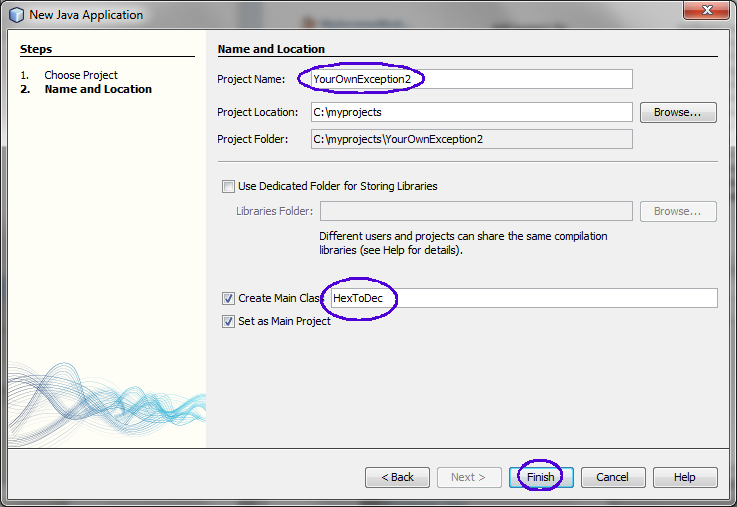 New Java Application
Steps
1. Choose Project
2. Name and Location
Name and Location
Project Name: YourOwnException2
Project Location: C:\myprojects Browse...
Project Folder: C:\myprojects\YourOwnException2
Use Dedicated Folder for Storing Libraries
Libraries Folder: Browse...
Different users and projects can share the same compilation
libraries (see Help for details).
Create Main Clas HexToDec
Set as Main Project
< Back Next > Finish Cancel Help